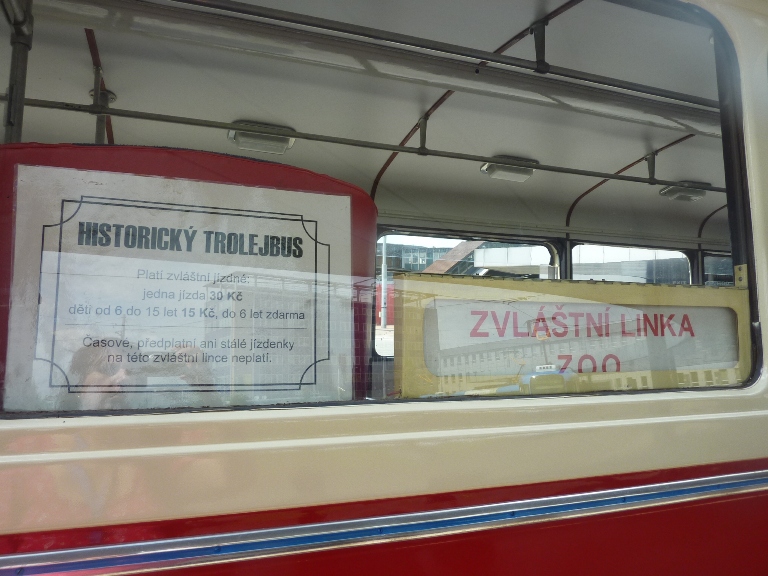 HISTORICKÝ TROLEJBUS
Platí zvláštní jízdné:
jedna jízda 30 Kč
děti od 6 do 15 let 15 Kč, do 6 let zdarma
Časové, předplatní ani stálé jízdenky
na této zvláštní lince neplatí.
ZVLÁŠTNÍ LINKA
ZOO